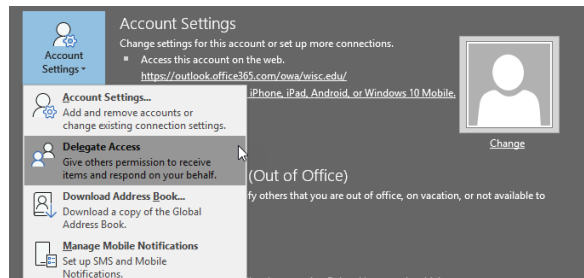 Account Settings
Change settings for this account or set up more connections.
Access this account on the web.
https://outlook.office365.com/owa/wisc.edu/
iPhone, iPad, Android, or Windows 10 Mobile.
Account
Settings
Change
Account Settings...
Add and remove accounts or
change existing connection settings.
Delegate Access
Give others permission to receive
items and respond on your behalf.
Download Address Book...
Download a copy of the Global
Address Book.
Manage Mobile Notifications
Set up SMS and Mobile
Notifications.
(Out of Office)
fy others that you are out of office, on vacation, or not available to